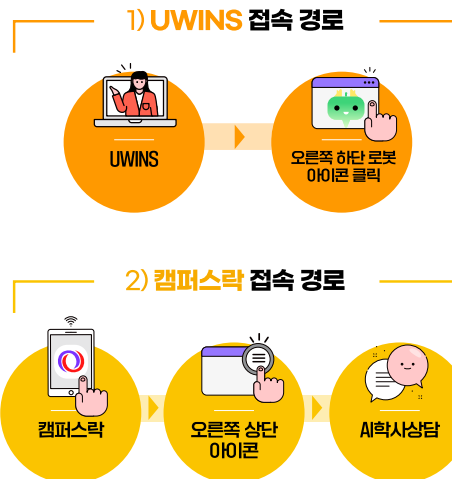 1) UWINS 접속 경로
UWINS
오른쪽 하단 로봇
아이콘 클릭
2) 캠퍼스락 접속 경로
캠퍼스락
오른쪽 상단
아이콘
AI학사상담